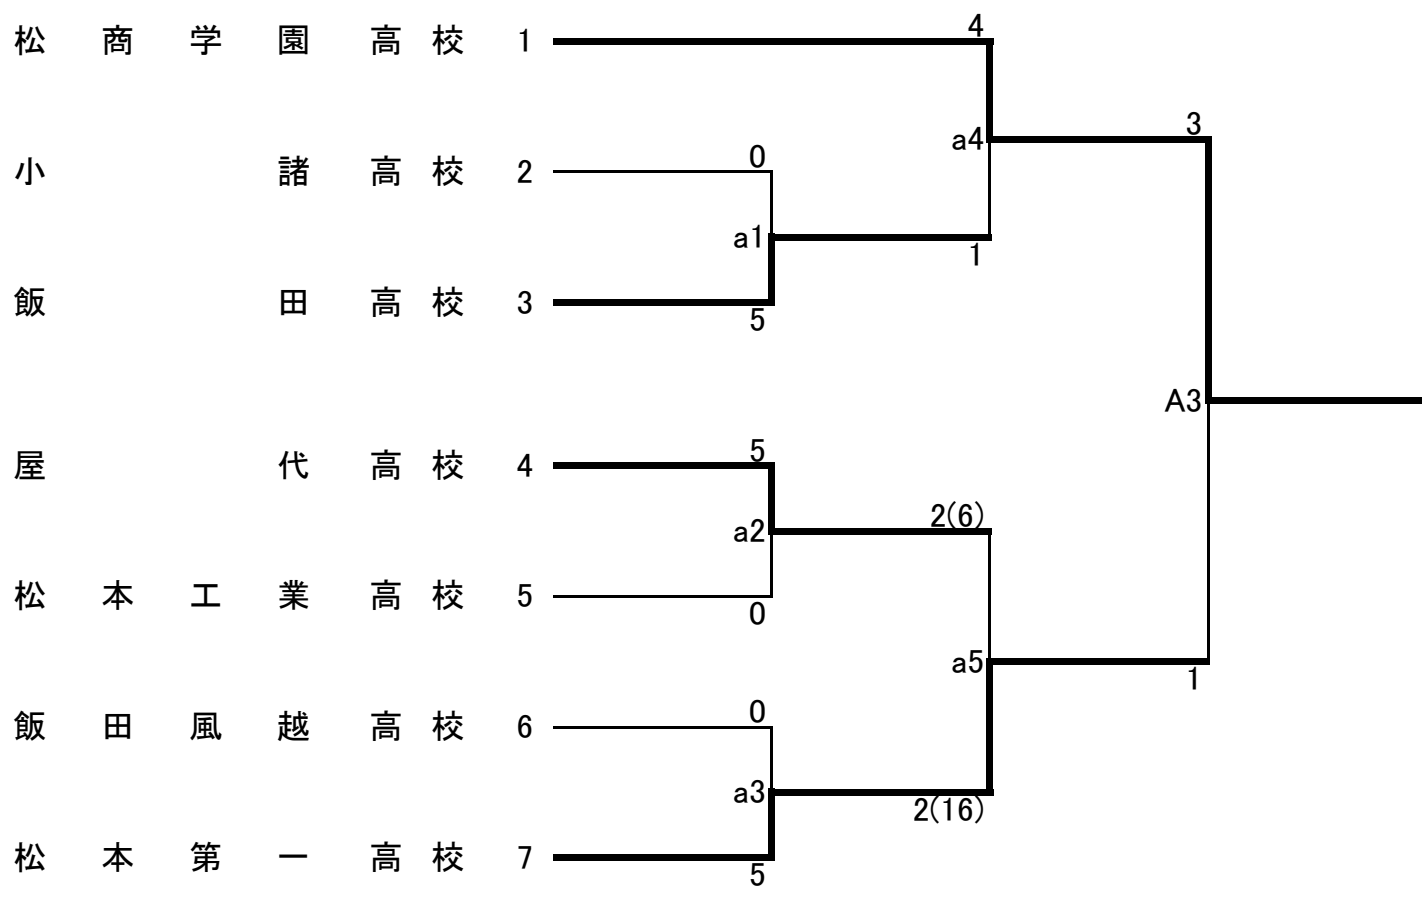 松商学園高校 1
4
3
a4
小諸高校 2
0
a1
1
飯田高校 3
5
A3
屋代高校 4
5
2(6)
a2
松本工業高校 5
0
a5
1
飯田風越高校 6
0
a3
2(16)
松本第一高校 7
5